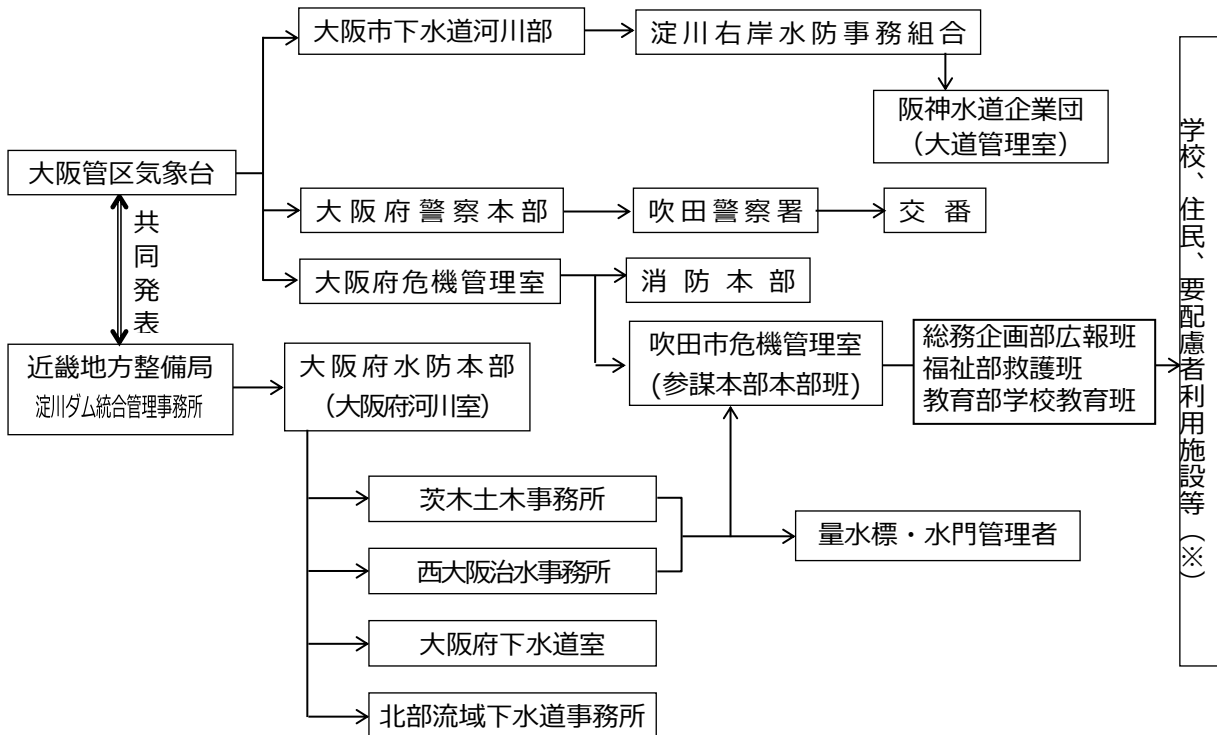 大阪市下水道河川部
淀川右岸水防事務組合
阪神水道企業団
（大道管理室）
大阪管区気象台
大阪府警察本部
吹田警察署
交番
共同発表
大阪府危機管理室
消防本部
近畿地方整備局
淀川ダム統合管理事務所
大阪府水防本部
（大阪府河川室）
吹田市危機管理室
(参謀本部本部班)
総務企画部広報班
福祉部救護班
教育部学校教育班
学校、住民、要配慮者利用施設等（※）
茨木土木事務所
西大阪治水事務所
量水標・水門管理者
大阪府下水道室
北部流域下水道事務所